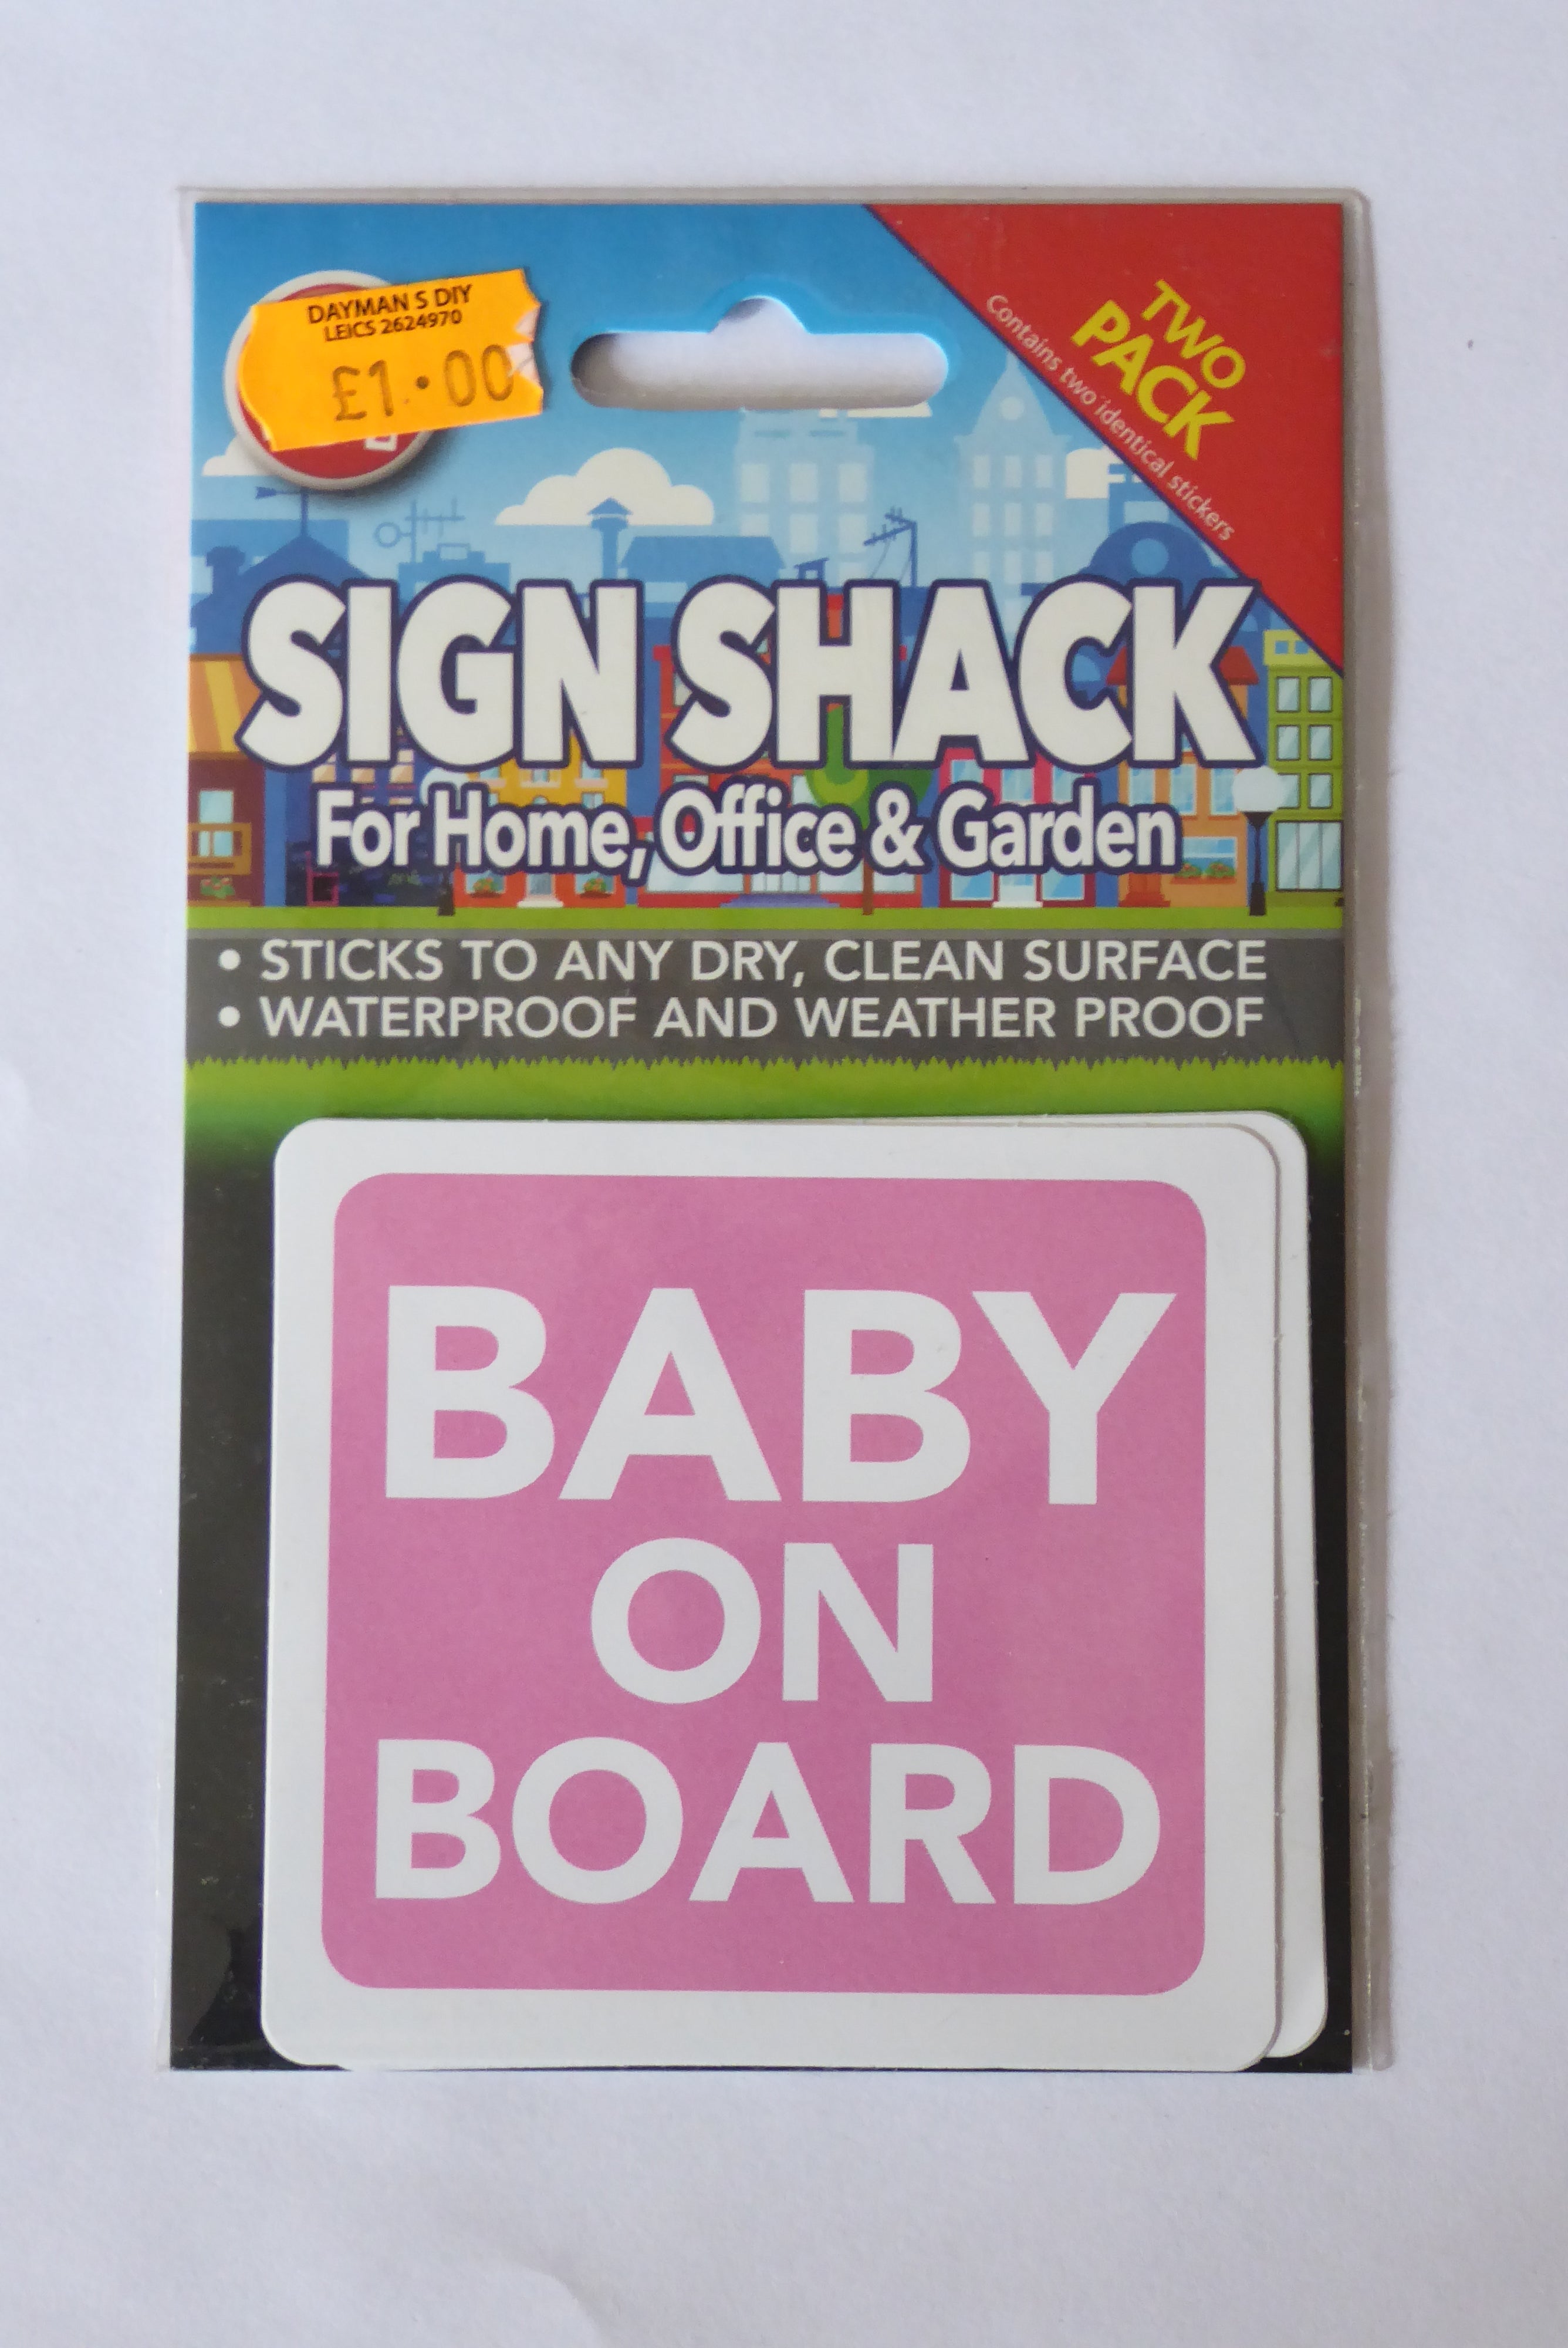 DAYMAN S DIY
LEICS 2624970
£1.00
TWO
PACK
Contains two identical stickers
SIGN SHACK
For Home, Office & Garden
• STICKS TO ANY DRY, CLEAN SURFACE
• WATERPROOF AND WEATHER PROOF
BABY
ON
BOARD